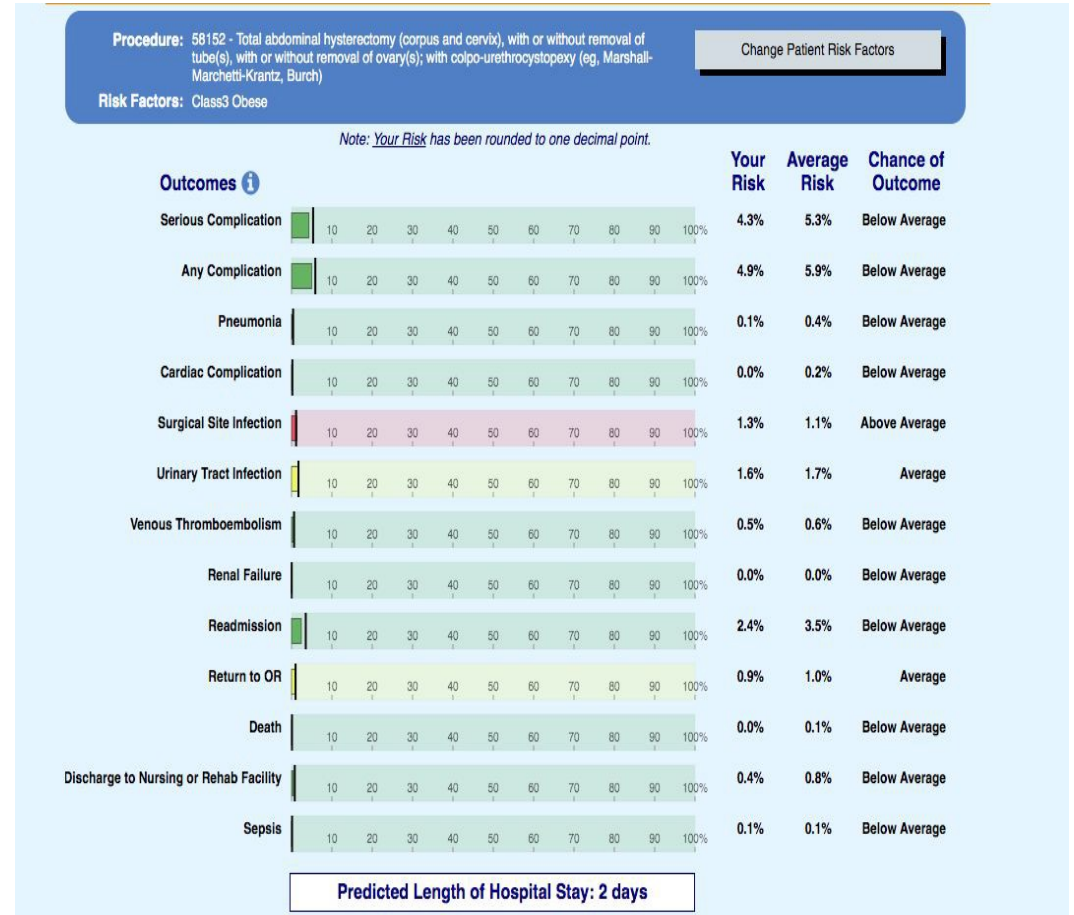 Procedure: 58152 - Total abdominal hysterectomy (corpus and cervix), with or without removal of
tube(s), with or without removal of ovary(s); with colpo-urethrocystopexy (eg, Marshall-
Marchetti-Krantz, Burch)
Risk Factors: Class3 Obese
Change Patient Risk Factors
Note: Your Risk has been rounded to one decimal point.
Outcomes i Your Risk Average Risk Chance of Outcome
Serious Complication 10 20 30 40 50 60 70 80 90 100% 4.3% 5.3% Below Average
Any Complication 10 20 30 40 50 60 70 80 90 100% 4.9% 5.9% Below Average
Pneumonia 10 20 30 40 50 60 70 80 90 100% 0.1% 0.4% Below Average
Cardiac Complication 10 20 30 40 50 60 70 80 90 100% 0.0% 0.2% Below Average
Surgical Site Infection 10 20 30 40 50 60 70 80 90 100% 1.3% 1.1% Above Average
Urinary Tract Infection 10 20 30 40 50 60 70 80 90 100% 1.6% 1.7% Average
Venous Thromboembolism 10 20 30 40 50 60 70 80 90 100% 0.5% 0.6% Below Average
Renal Failure 10 20 30 40 50 60 70 80 90 100% 0.0% 0.0% Below Average
Readmission 10 20 30 40 50 60 70 80 90 100% 2.4% 3.5% Below Average
Return to OR 10 20 30 40 50 60 70 80 90 100% 0.9% 1.0% Average
Death 10 20 30 40 50 60 70 80 90 100% 0.0% 0.1% Below Average
Discharge to Nursing or Rehab Facility 10 20 30 40 50 60 70 80 90 100% 0.4% 0.8% Below Average
Sepsis 10 20 30 40 50 60 70 80 90 100% 0.1% 0.1% Below Average
Predicted Length of Hospital Stay: 2 days